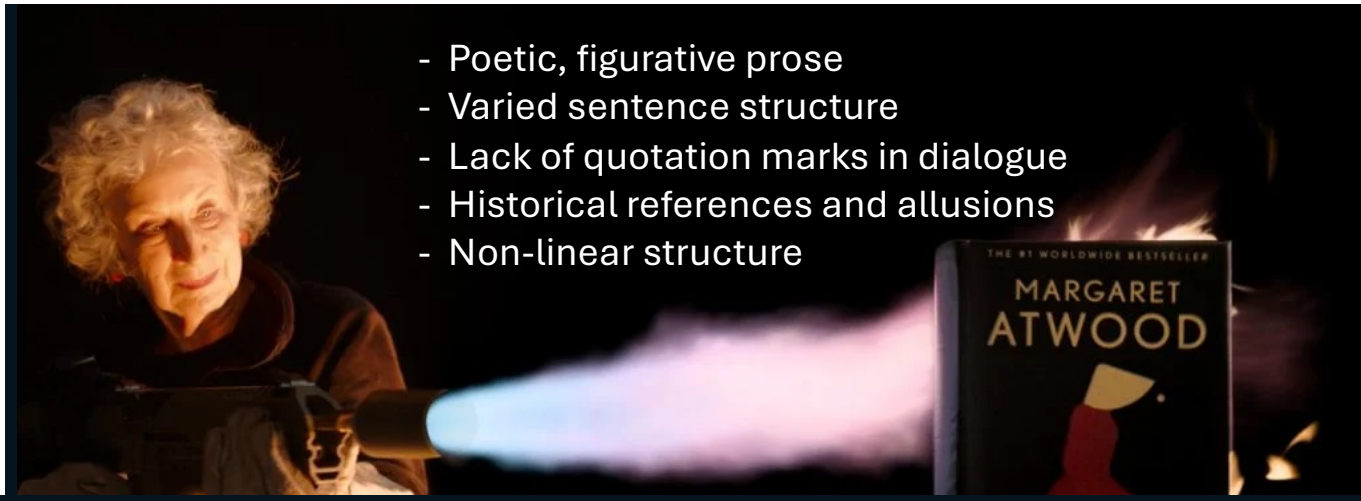 - Poetic, figurative prose
- Varied sentence structure
- Lack of quotation marks in dialogue
- Historical references and allusions
- Non-linear structure
THE #1 WORLDWIDE BESTSELLER
MARGARET
ATWOOD